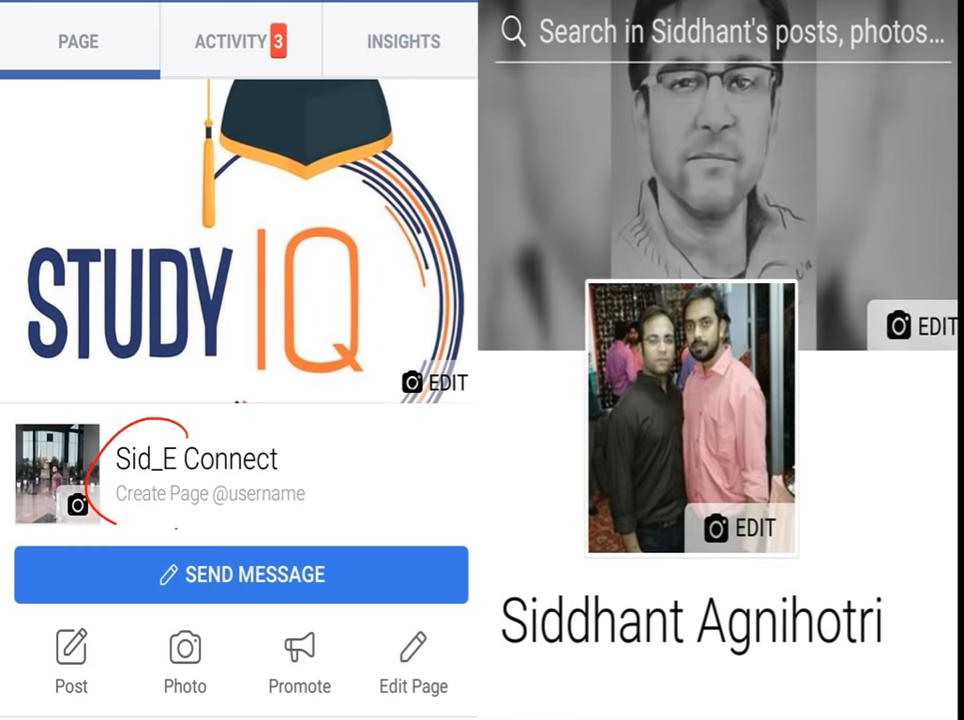 PAGE
ACTIVITY 3
INSIGHTS
STUDY IQ
EDIT
Sid_E Connect
Create Page @username
SEND MESSAGE
Post
Photo
Promote
Edit Page
Search in Siddhant's posts, photos...
EDIT
EDIT
Siddhant Agnihotri